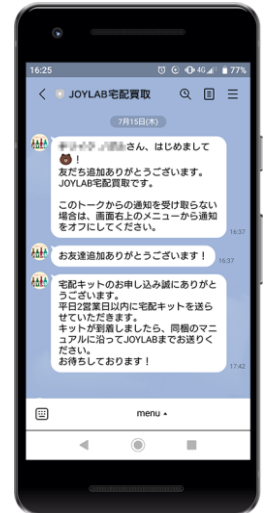 16:25
4G
77%
JOYLAB宅配買取
7月15日(木)
さん、はじめまして
！
友だち追加ありがとうございます。
JOYLAB宅配買取です。
このトークからの通知を受け取らない
場合は、画面右上のメニューから通知
をオフにしてください。
16:37
お友達追加ありがとうございます！
16:37
宅配キットのお申し込み誠にありがと
うございます。
平日2営業日以内に宅配キットを送ら
せていただきます。
キットが到着しましたら、同梱のマニ
ュアルに沿ってJOYLABまでお送りく
ださい。
お待ちしております！
17:42
menu